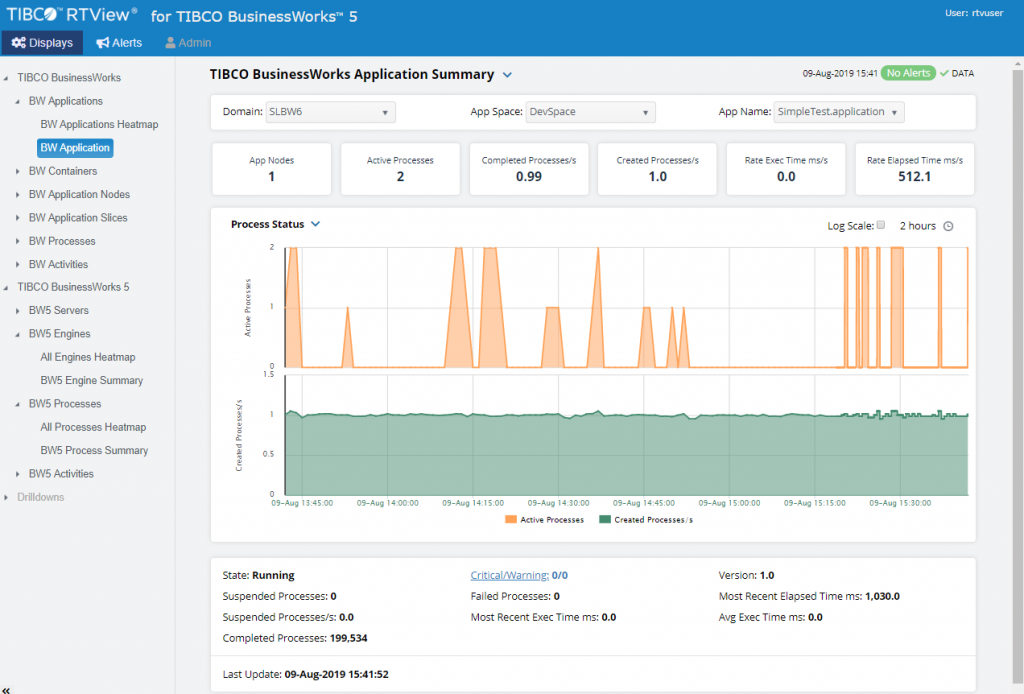 TIBCO™ RTView® for TIBCO BusinessWorks™ 5
User: rtvuser
Displays Alerts Admin
TIBCO BusinessWorks
BW Applications
BW Applications Heatmap
BW Application
BW Containers
BW Application Nodes
BW Application Slices
BW Processes
BW Activities
TIBCO BusinessWorks 5
BW5 Servers
BW5 Engines
All Engines Heatmap
BW5 Engine Summary
BW5 Processes
All Processes Heatmap
BW5 Process Summary
BW5 Activities
Drilldowns
«
TIBCO BusinessWorks Application Summary
09-Aug-2019 15:41 No Alerts DATA
Domain: SLBW6 App Space: DevSpace App Name: SimpleTest.application
App Nodes
1
Active Processes
2
Completed Processes/s
0.99
Created Processes/s
1.0
Rate Exec Time ms/s
0.0
Rate Elapsed Time ms/s
512.1
Process Status
Log Scale: 2 hours
Active Processes
2
1
0
Created Processes/s
1.5
1
0.5
0
09-Aug 13:45:00 09-Aug 14:00:00 09-Aug 14:15:00 09-Aug 14:30:00 09-Aug 14:45:00 09-Aug 15:00:00 09-Aug 15:15:00 09-Aug 15:30:00
Active Processes Created Processes/s
State: Running Critical/Warning: 0/0 Version: 1.0
Suspended Processes: 0 Failed Processes: 0 Most Recent Elapsed Time ms: 1,030.0
Suspended Processes/s: 0.0 Most Recent Exec Time ms: 0.0 Avg Exec Time ms: 0.0
Completed Processes: 199,534
Last Update: 09-Aug-2019 15:41:52